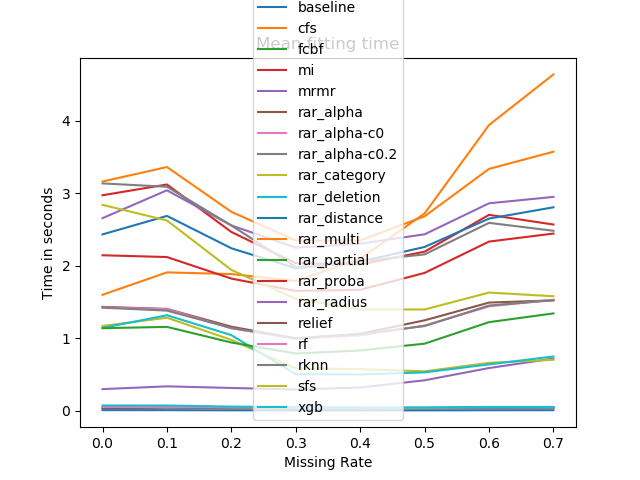 baseline
cfs
Mean fitting time
fcbf
mi
mrmr
rar_alpha
rar_alpha-c0
rar_alpha-c0.2
rar_category
rar_deletion
rar_distance
rar_multi
rar_partial
rar_proba
rar_radius
relief
rf
rknn
sfs
xgb
Time in seconds
4
3
2
1
0
0.0 0.1 0.2 0.3 0.4 0.5 0.6 0.7
Missing Rate